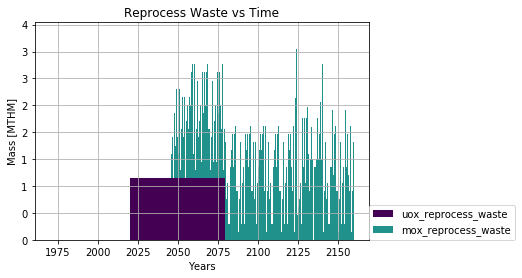 Reprocess Waste vs Time
Mass [MTHM]
4
3
3
2
2
1
1
0
0
1975 2000 2025 2050 2075 2100 2125 2150
Years
uox_reprocess_waste
mox_reprocess_waste